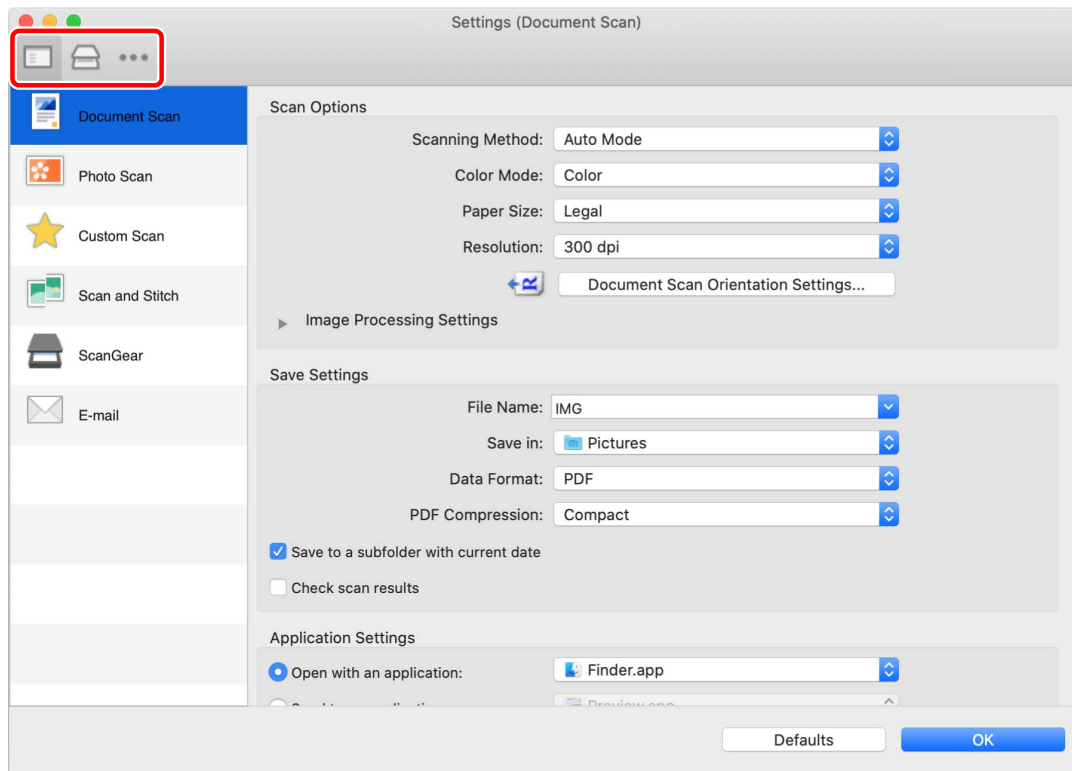 Settings (Document Scan)
Document Scan
Photo Scan
Custom Scan
Scan and Stitch
ScanGear
E-mail
Scan Options
Scanning Method: Auto Mode
Color Mode: Color
Paper Size: Legal
Resolution: 300 dpi
Document Scan Orientation Settings...
Image Processing Settings
Save Settings
File Name: IMG
Save in: Pictures
Data Format: PDF
PDF Compression: Compact
Save to a subfolder with current date
Check scan results
Application Settings
Open with an application: Finder.app
Preview.app
Defaults
OK